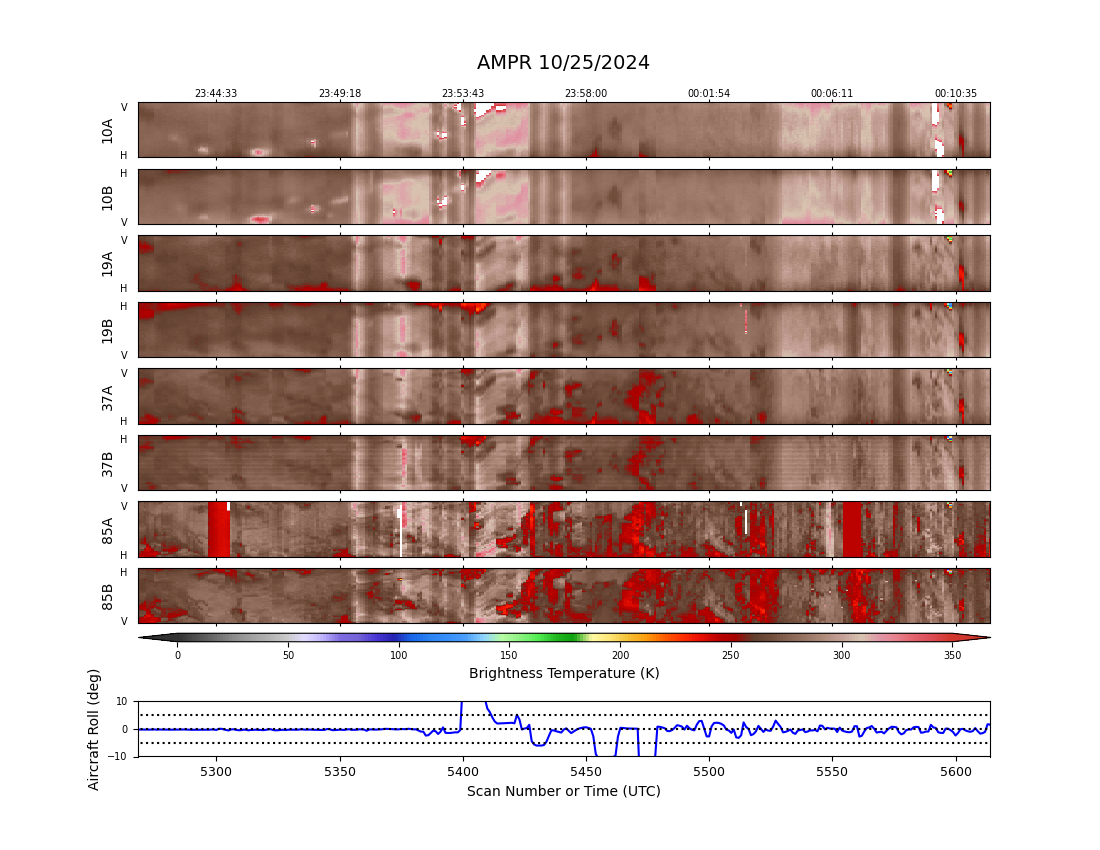 AMPR 10/25/2024
23:44:33 23:49:18 23:53:43 23:58:00 00:01:54 00:06:11 00:10:35
V
10A
H
H
10B
V
V
19A
H
H
19B
V
V
37A
H
H
37B
V
V
85A
H
H
85B
V
0 50 100 150 200 250 300 350
Brightness Temperature (K)
Aircraft Roll (deg)
10
0
−10
5300 5350 5400 5450 5500 5550 5600
Scan Number or Time (UTC)